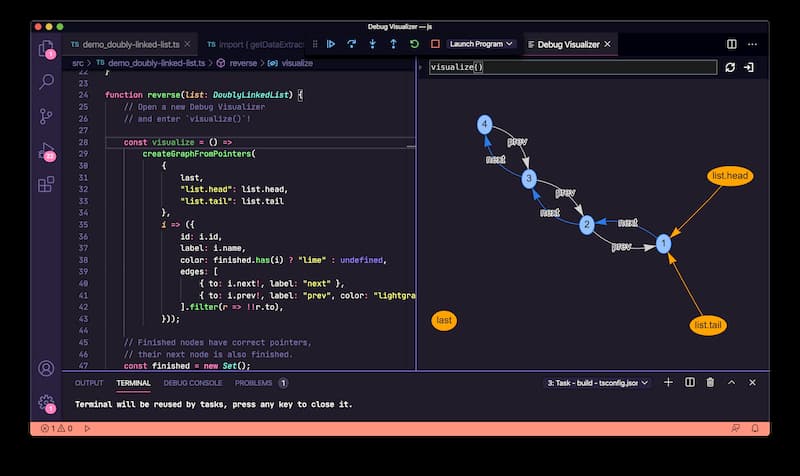 Debug Visualizer — js
TS demo_doubly-linked-list.ts
TS import { getDataExtrac
Launch Program
Debug Visualizer
src > TS demo_doubly-linked-list.ts > reverse > visualize
visualize()
22 }
23
24 function reverse(list: DoublyLinkedList) {
25 // Open a new Debug Visualizer
26 // and enter `visualize()`!
27
28 const visualize = () =>
29 createGraphFromPointers(
30 {
31 last,
32 "list.head": list.head,
33 "list.tail": list.tail
34 },
35 i => ({
36 id: i.id,
37 label: i.name,
38 color: finished.has(i) ? "lime" : undefined,
39 edges: [
40 { to: i.next!, label: "next" },
41 { to: i.prev!, label: "prev", color: "lightgra
42 ].filter(r => !!r.to),
43 }));
44
45 // Finished nodes have correct pointers,
46 // their next node is also finished.
47 const finished = new Set();
4
prev
next
3
prev
next
2
next
prev
1
list.head
list.tail
last
1
22
1
OUTPUT TERMINAL DEBUG CONSOLE PROBLEMS 1
3: Task - build - tsconfig.json
Terminal will be reused by tasks, press any key to close it.
1 0